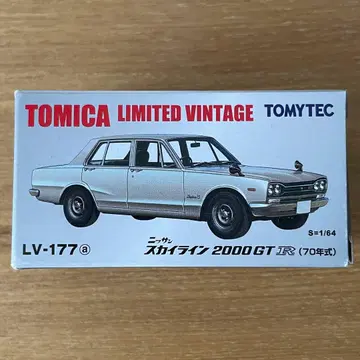 TOMICA LIMITED VINTAGE TOMYTEC
LV-177ⓐ
ニッサン
スカイライン 2000GT R (70年式)
S=1/64